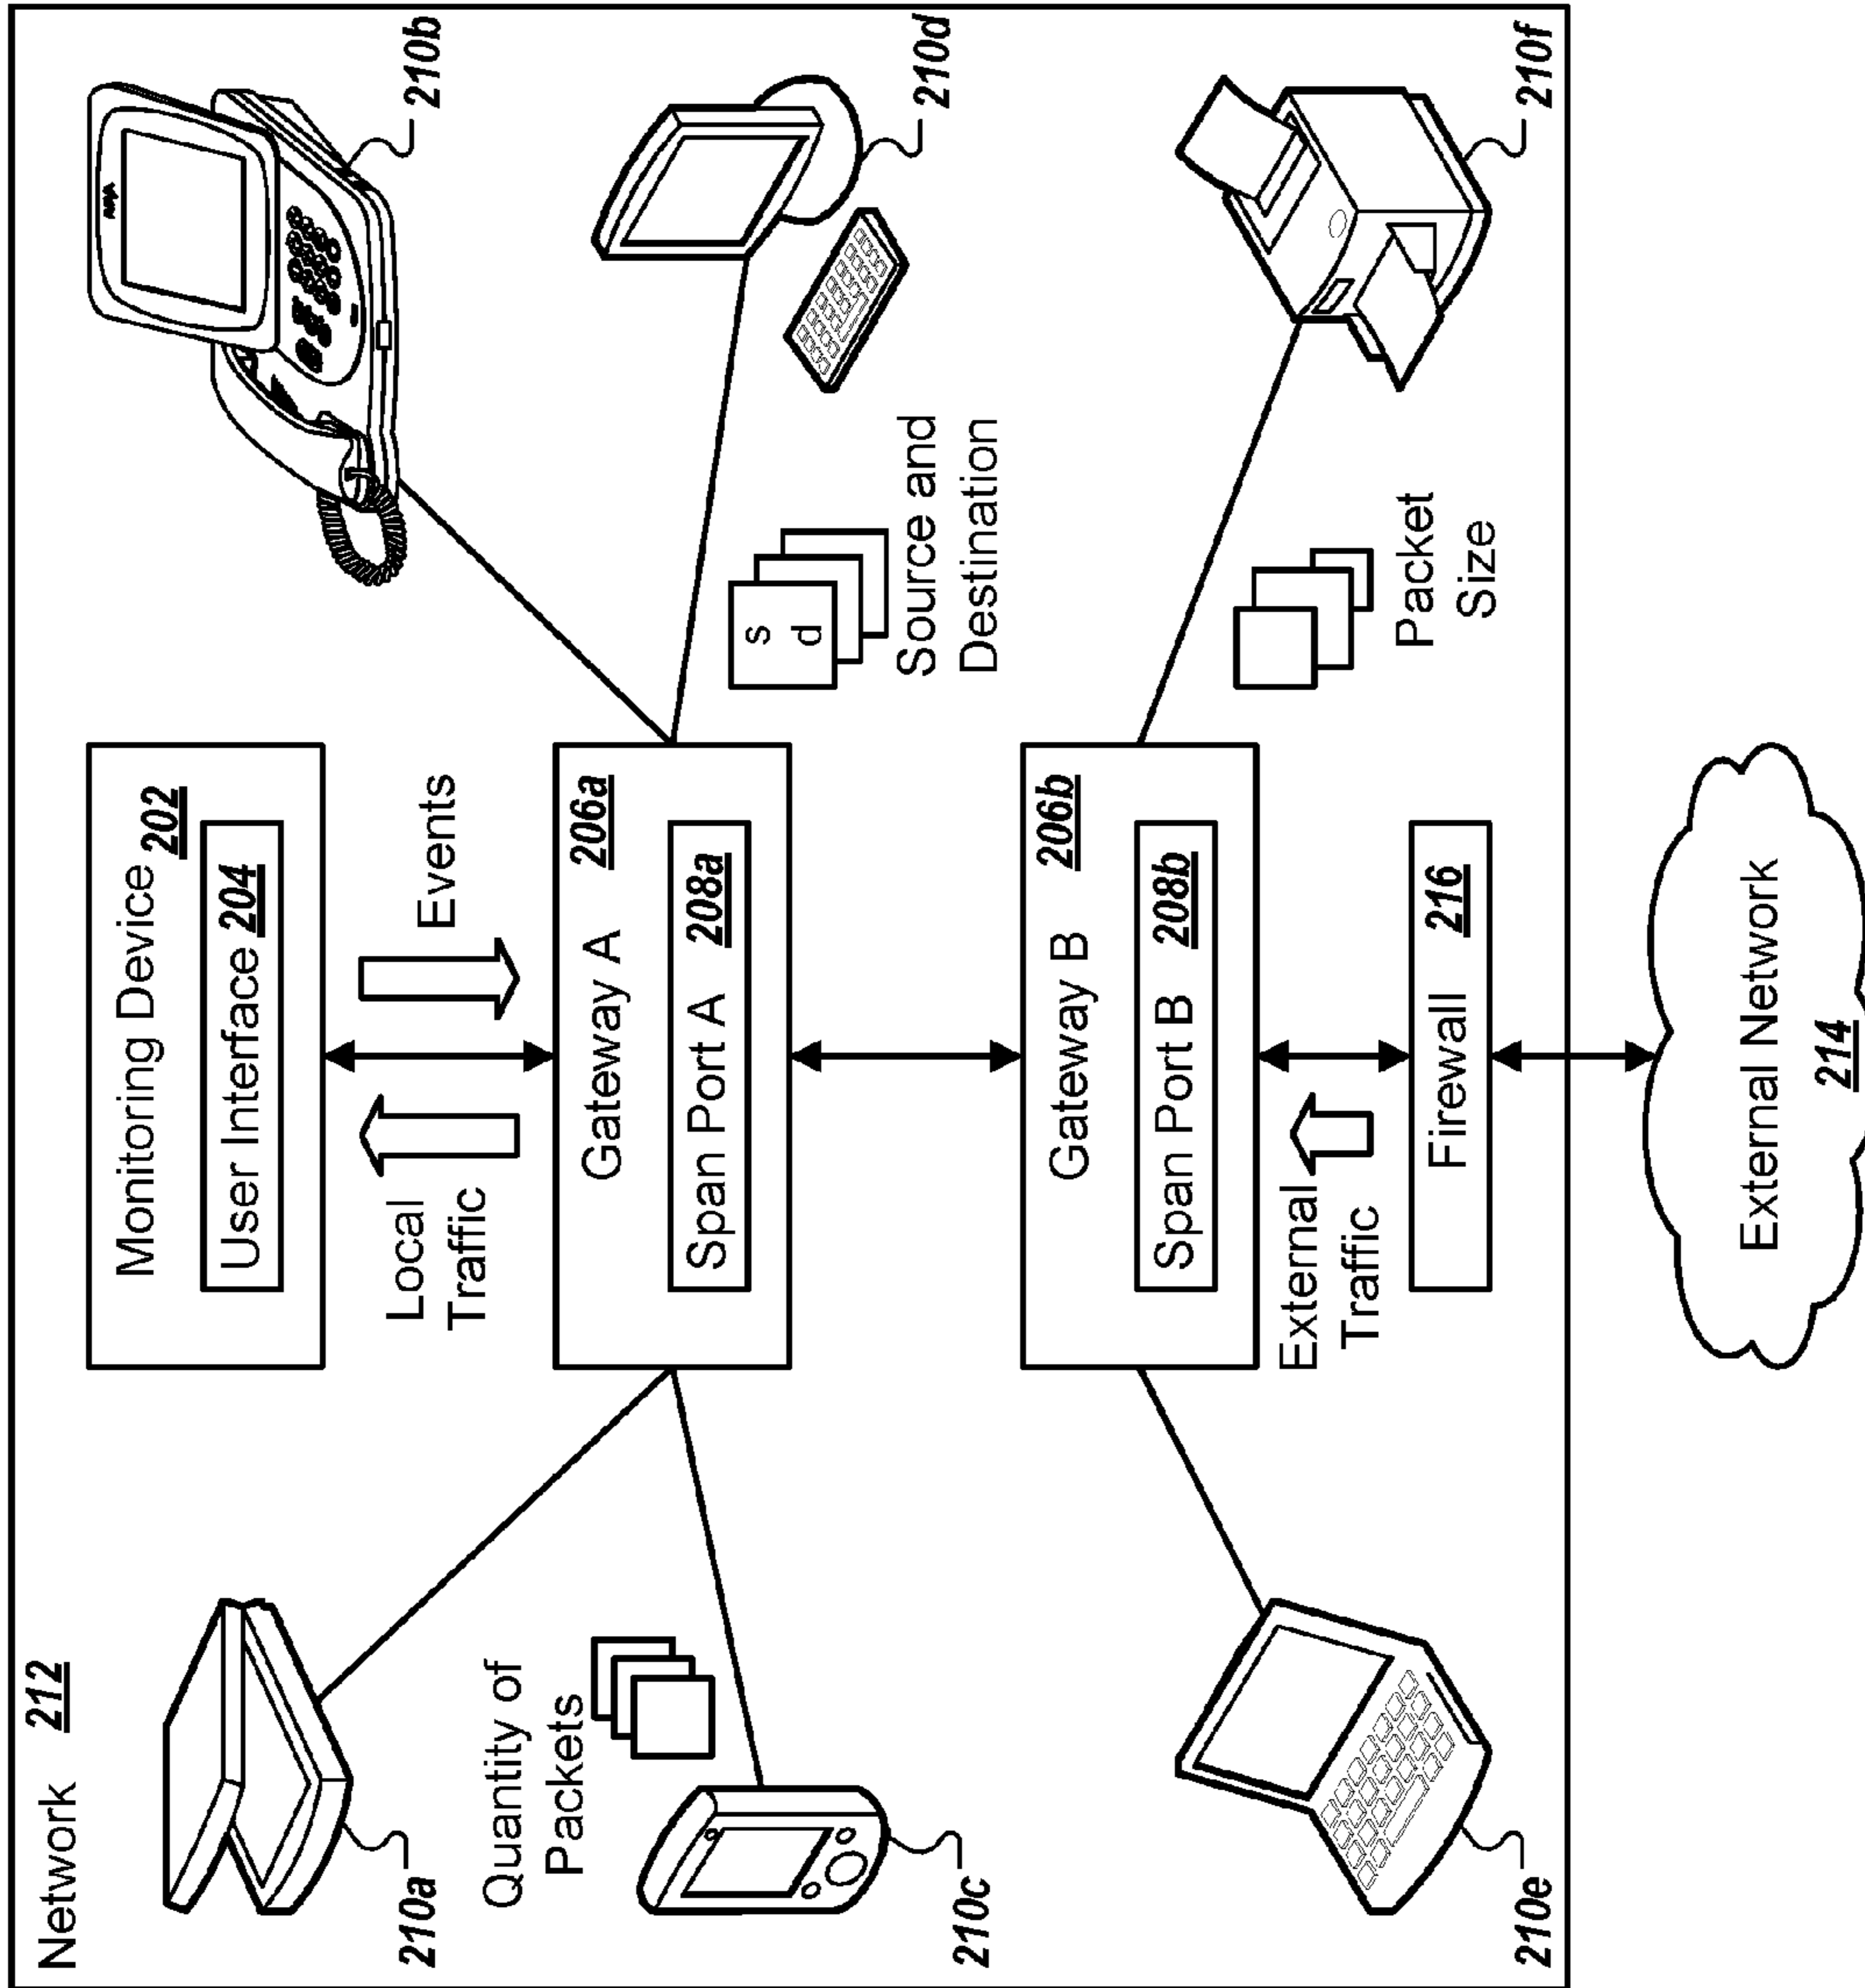 Network 212
Monitoring Device 202
User Interface 204
210a
210b
Local
Traffic
Events
Quantity of
Packets
Gateway A 206a
Span Port A 208a
210c
210d
Source and
Destination
s
d
Gateway B 206b
Span Port B 208b
External
Traffic
Firewall 216
Packet
Size
210e
210f
External Network
214